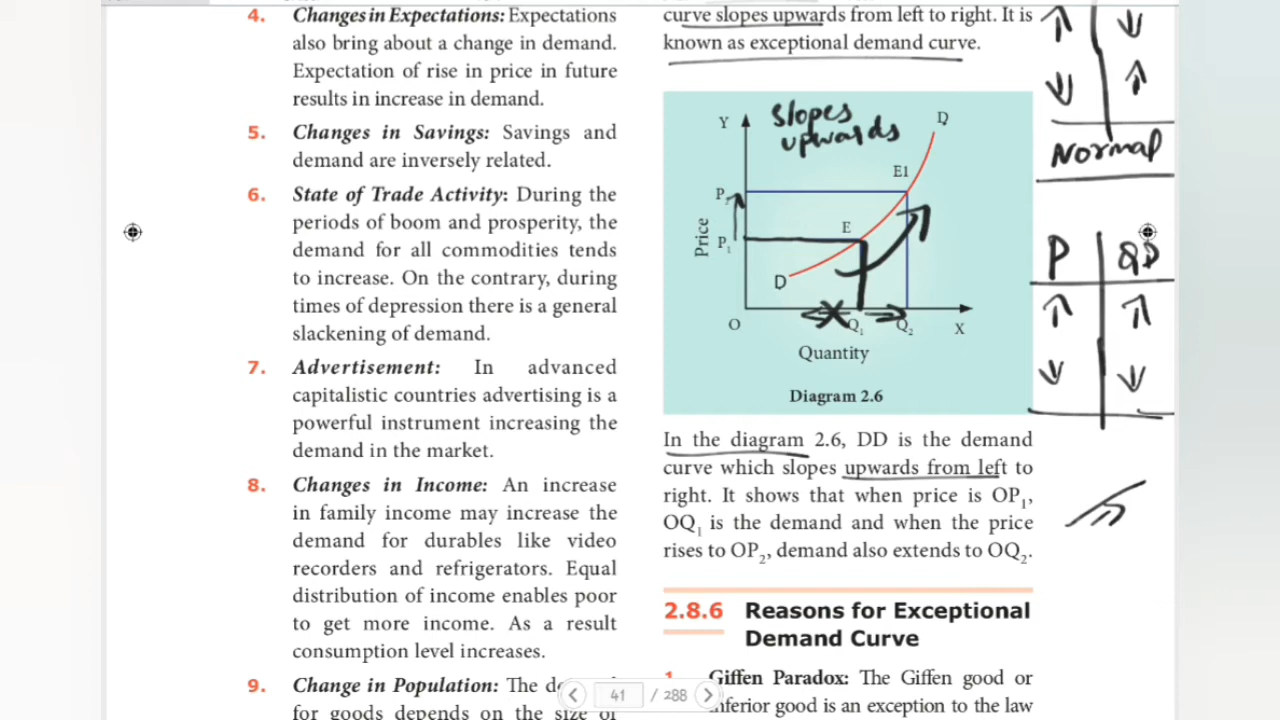 4. Changes in Expectations: Expectations
also bring about a change in demand.
Expectation of rise in price in future
results in increase in demand.
5. Changes in Savings: Savings and
demand are inversely related.
6. State of Trade Activity: During the
periods of boom and prosperity, the
demand for all commodities tends
to increase. On the contrary, during
times of depression there is a general
slackening of demand.
7. Advertisement: In advanced
capitalistic countries advertising is a
powerful instrument increasing the
demand in the market.
8. Changes in Income: An increase
in family income may increase the
demand for durables like video
recorders and refrigerators. Equal
distribution of income enables poor
to get more income. As a result
consumption level increases.
9. Change in Population: The
for goods depends on the size of
curve slopes upwards from left to right. It is
known as exceptional demand curve.
Slopes
upwards
Y
D
E1
P
Price
P₁
E
D
O
Q₁
Q₂
X
Quantity
Diagram 2.6
In the diagram 2.6, DD is the demand
curve which slopes upwards from left to
right. It shows that when price is OP₁,
OQ₁ is the demand and when the price
rises to OP₂, demand also extends to OQ₂.
2.8.6 Reasons for Exceptional
Demand Curve
Giffen Paradox: The Giffen good or
inferior good is an exception to the law
Normal
P QD
41 / 288